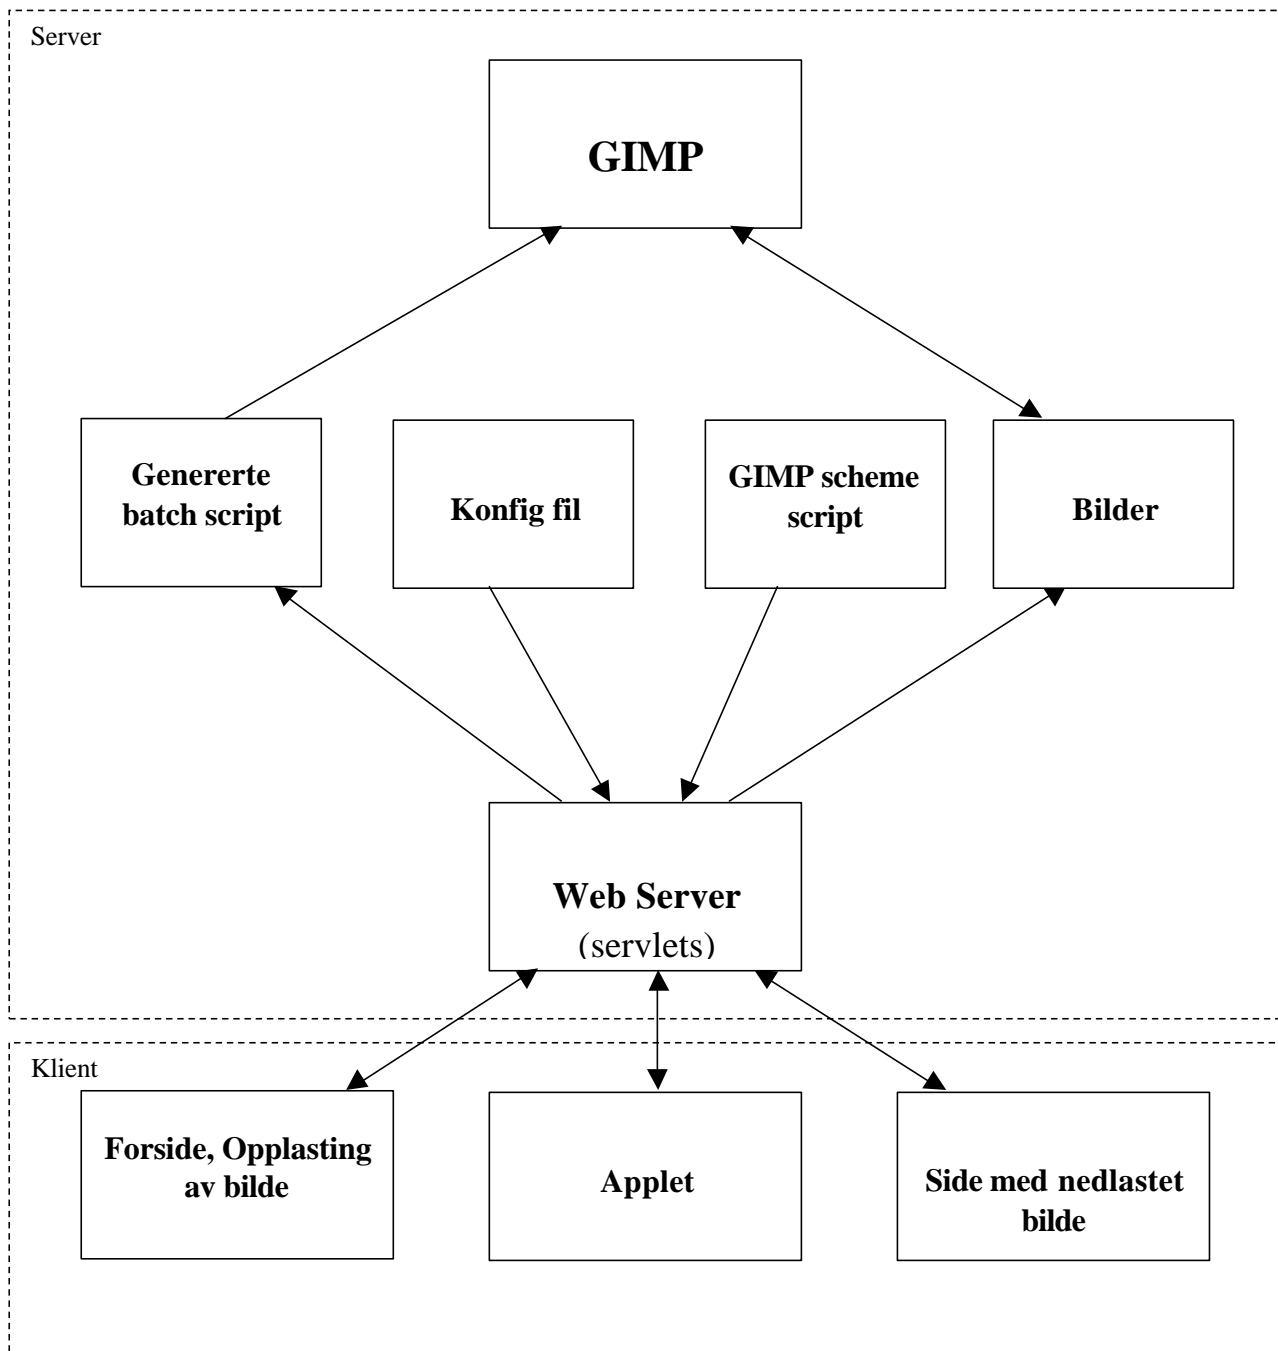 Server
GIMP
Genererte
batch script
Konfig fil
GIMP scheme
script
Bilder
Web Server
(servlets)
Klient
Forside, Opplasting
av bilde
Applet
Side med nedlastet
bilde